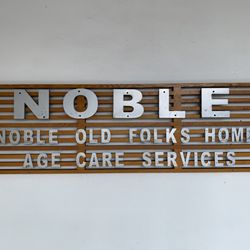 NOBLE
NOBLE OLD FOLKS HOME
AGE CARE SERVICES